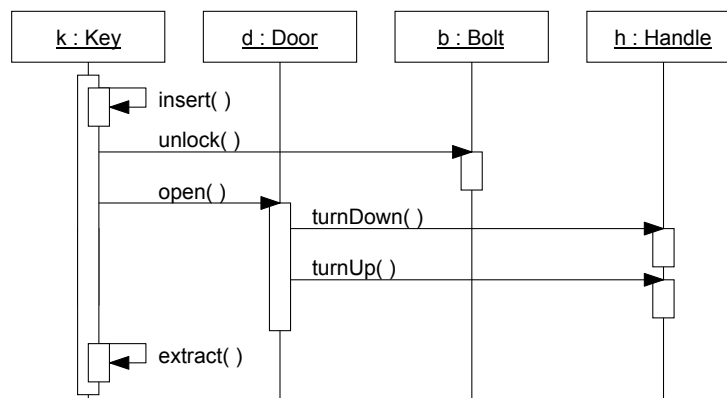 k : Key
d : Door
b : Bolt
h : Handle
insert( )
unlock( )
open( )
turnDown( )
turnUp( )
extract( )